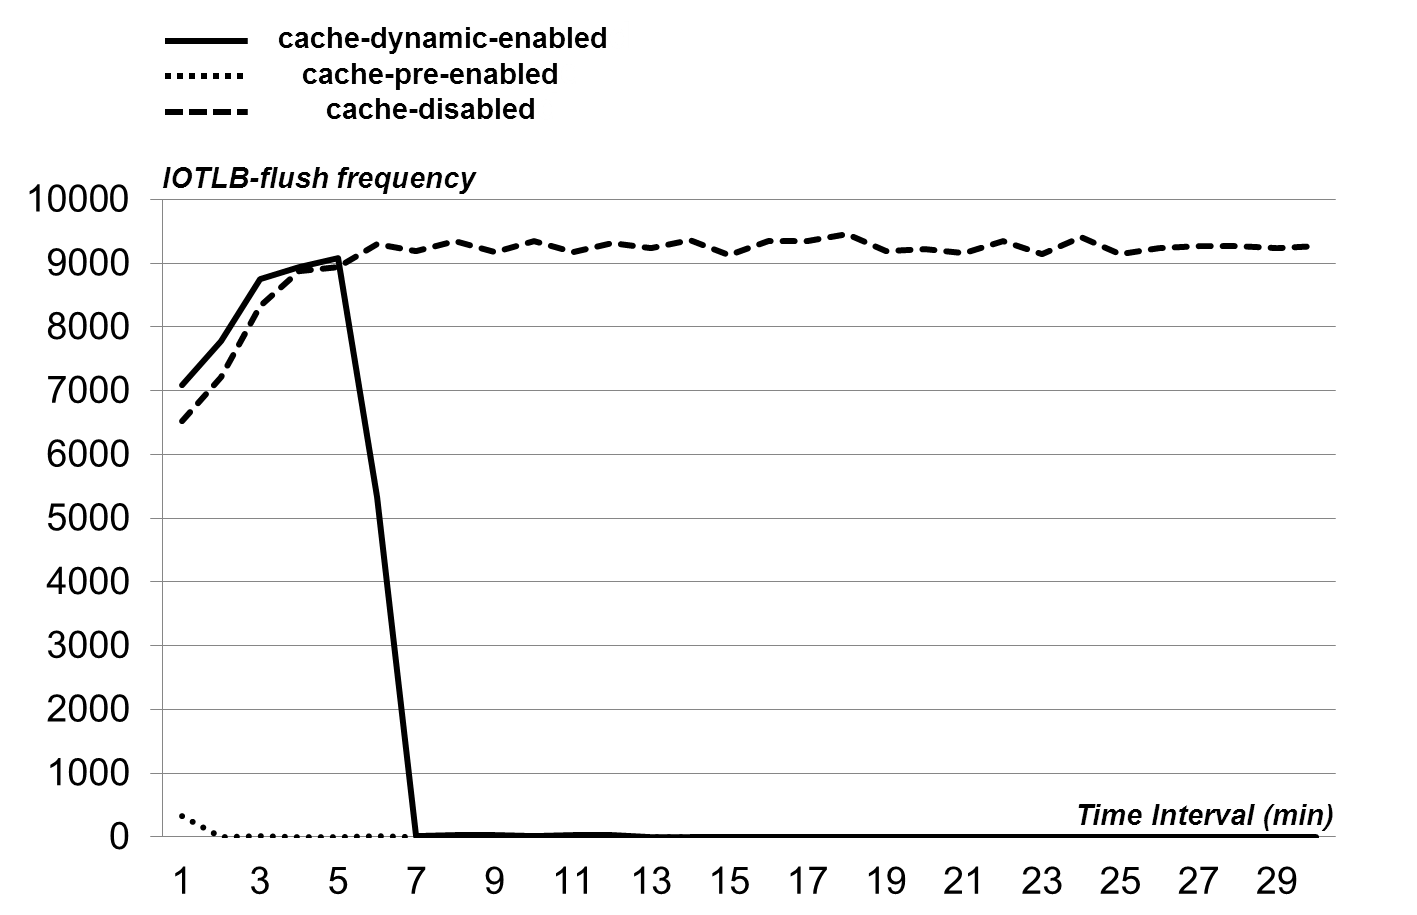 cache-dynamic-enabled
cache-pre-enabled
cache-disabled
IOTLB-flush frequency
10000
9000
8000
7000
6000
5000
4000
3000
2000
1000
Time Interval (min)
0
1 3 5 7 9 11 13 15 17 19 21 23 25 27 29